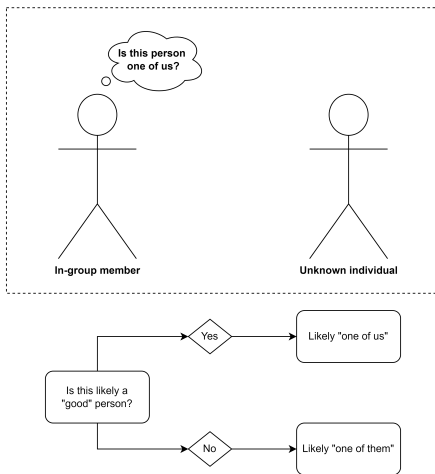 Is this person
one of us?
In-group member
Unknown individual
Yes
Likely "one of us"
Is this likely a
"good" person?
No
Likely "one of them"